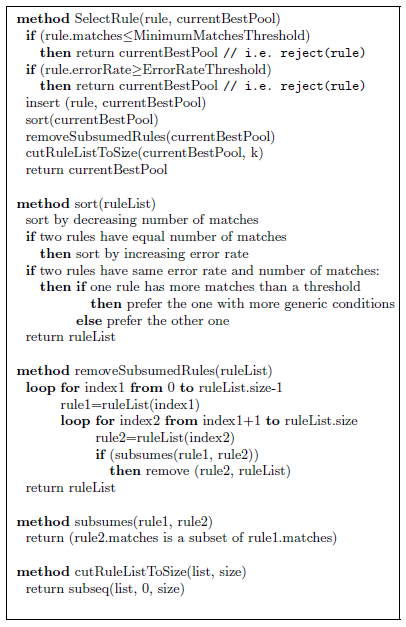 method SelectRule(rule, currentBestPool)
if (rule.matches≤MinimumMatchesThreshold)
then return currentBestPool // i.e. reject(rule)
if (rule.errorRate≥ErrorRateThreshold)
then return currentBestPool // i.e. reject(rule)
insert (rule, currentBestPool)
sort(currentBestPool)
removeSubsumedRules(currentBestPool)
cutRuleListToSize(currentBestPool, k)
return currentBestPool
method sort(ruleList)
sort by decreasing number of matches
if two rules have equal number of matches
then sort by increasing error rate
if two rules have same error rate and number of matches:
then if one rule has more matches than a threshold
then prefer the one with more generic conditions
else prefer the other one
return ruleList
method removeSubsumedRules(ruleList)
loop for index1 from 0 to ruleList.size-1
rule1=ruleList(index1)
loop for index2 from index1+1 to ruleList.size
rule2=ruleList(index2)
if (subsumes(rule1, rule2))
then remove (rule2, ruleList)
return ruleList
method subsumes(rule1, rule2)
return (rule2.matches is a subset of rule1.matches)
method cutRuleListToSize(list, size)
return subseq(list, 0, size)